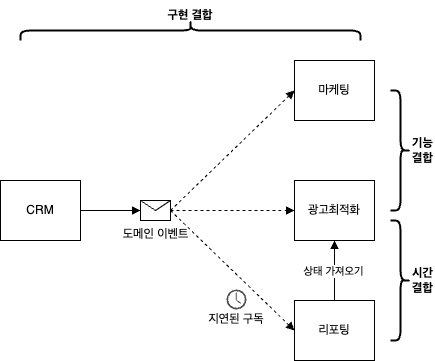 구현 결합
마케팅
기능
결합
CRM
광고최적화
도메인 이벤트
상태 가져오기
시간
결합
지연된 구독
리포팅